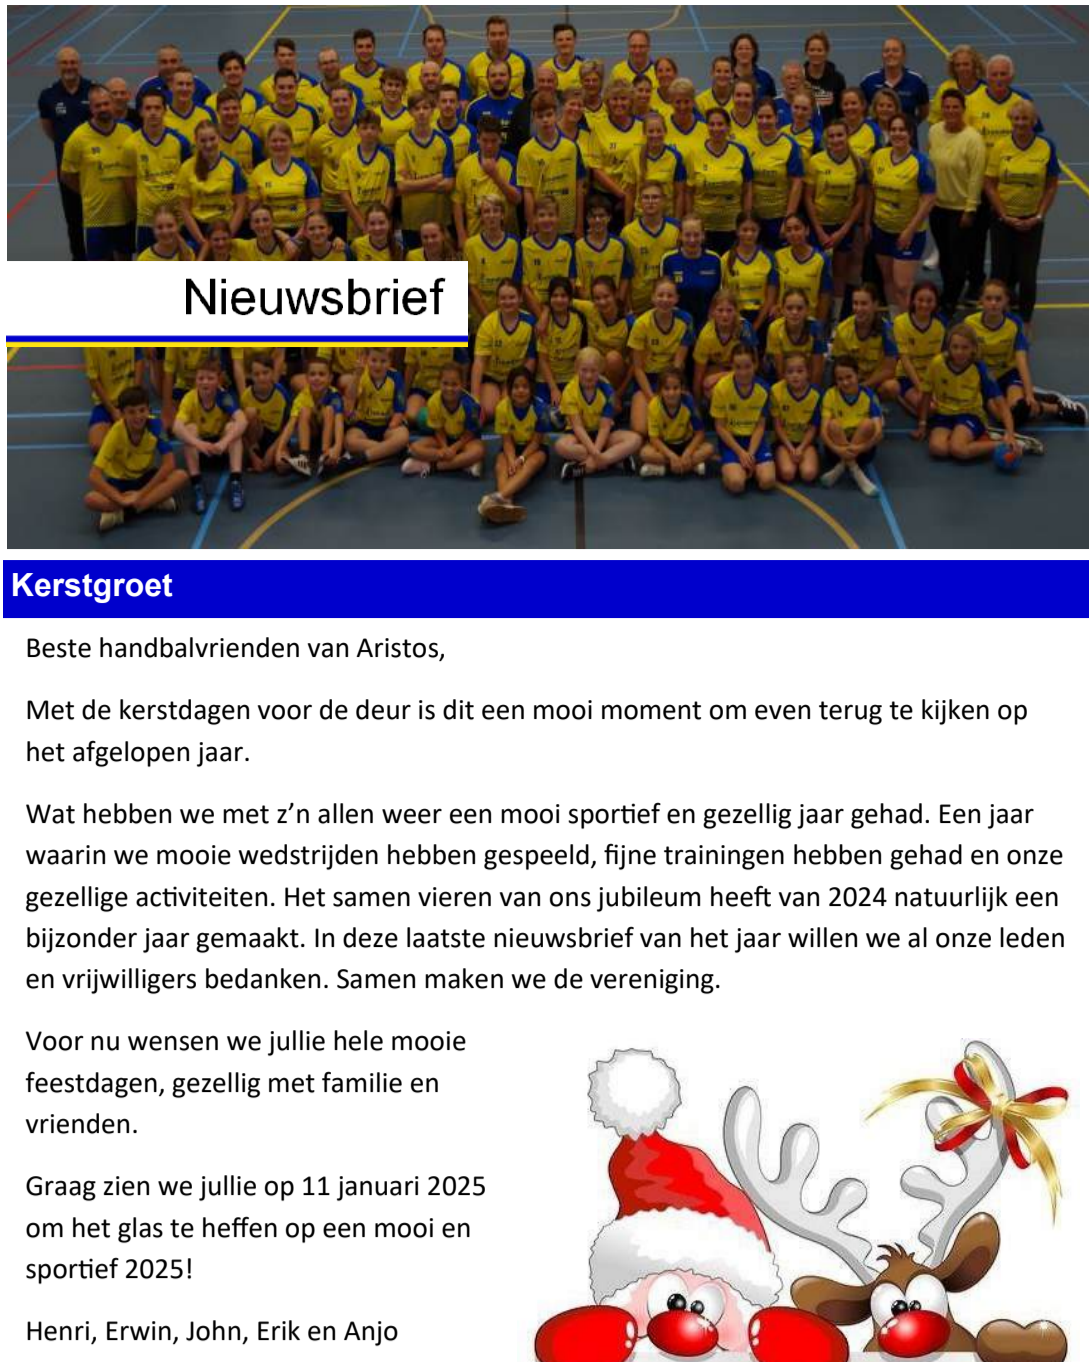 Nieuwsbrief
Kerstgroet
Beste handbalvrienden van Aristos,
Met de kerstdagen voor de deur is dit een mooi moment om even terug te kijken op
het afgelopen jaar.
Wat hebben we met z’n allen weer een mooi sportief en gezellig jaar gehad. Een jaar
waarin we mooie wedstrijden hebben gespeeld, fijne trainingen hebben gehad en onze
gezellige activiteiten. Het samen vieren van ons jubileum heeft van 2024 natuurlijk een
bijzonder jaar gemaakt. In deze laatste nieuwsbrief van het jaar willen we al onze leden
en vrijwilligers bedanken. Samen maken we de vereniging.
Voor nu wensen we jullie hele mooie
feestdagen, gezellig met familie en
vrienden.
Graag zien we jullie op 11 januari 2025
om het glas te heffen op een mooi en
sportief 2025!
Henri, Erwin, John, Erik en Anjo